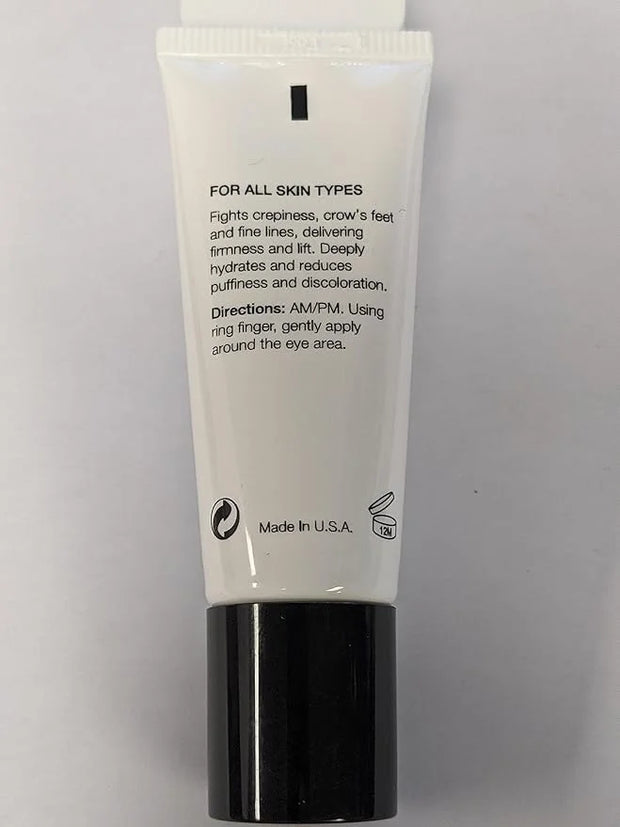 FOR ALL SKIN TYPES
Fights crepiness, crow's feet
and fine lines, delivering
firmness and lift. Deeply
hydrates and reduces
puffiness and discoloration.
Directions: AM/PM. Using
ring finger, gently apply
around the eye area.
Made In U.S.A.
12M